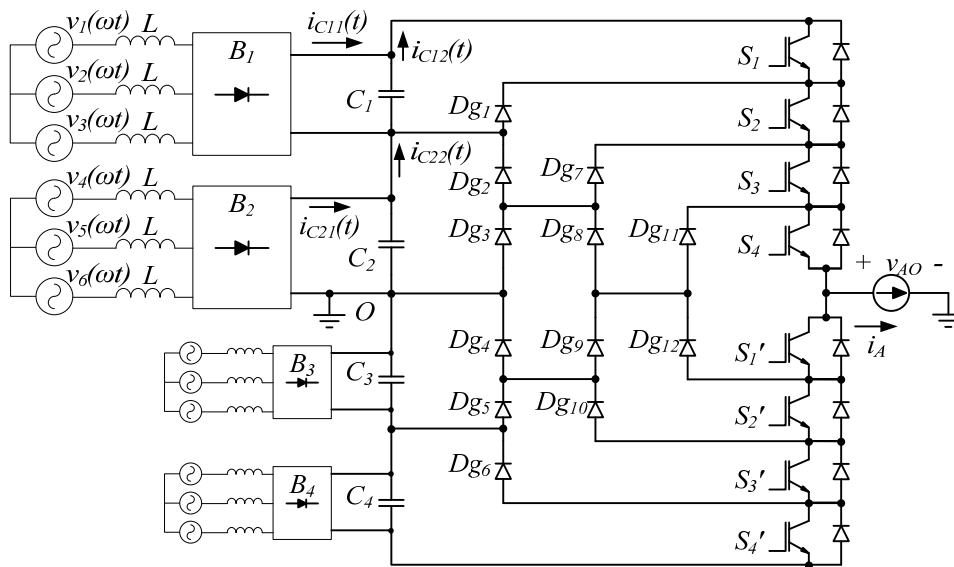 v1(ωt) L
v2(ωt) L
v3(ωt) L
B1
iC11(t)
iC12(t)
C1
v4(ωt) L
v5(ωt) L
v6(ωt) L
B2
iC21(t)
iC22(t)
C2
O
B3
C3
B4
C4
Dg1
Dg2
Dg3
Dg4
Dg5
Dg6
Dg7
Dg8
Dg9
Dg10
Dg11
Dg12
S1
S2
S3
S4
+ vAO -
iA
S1′
S2′
S3′
S4′